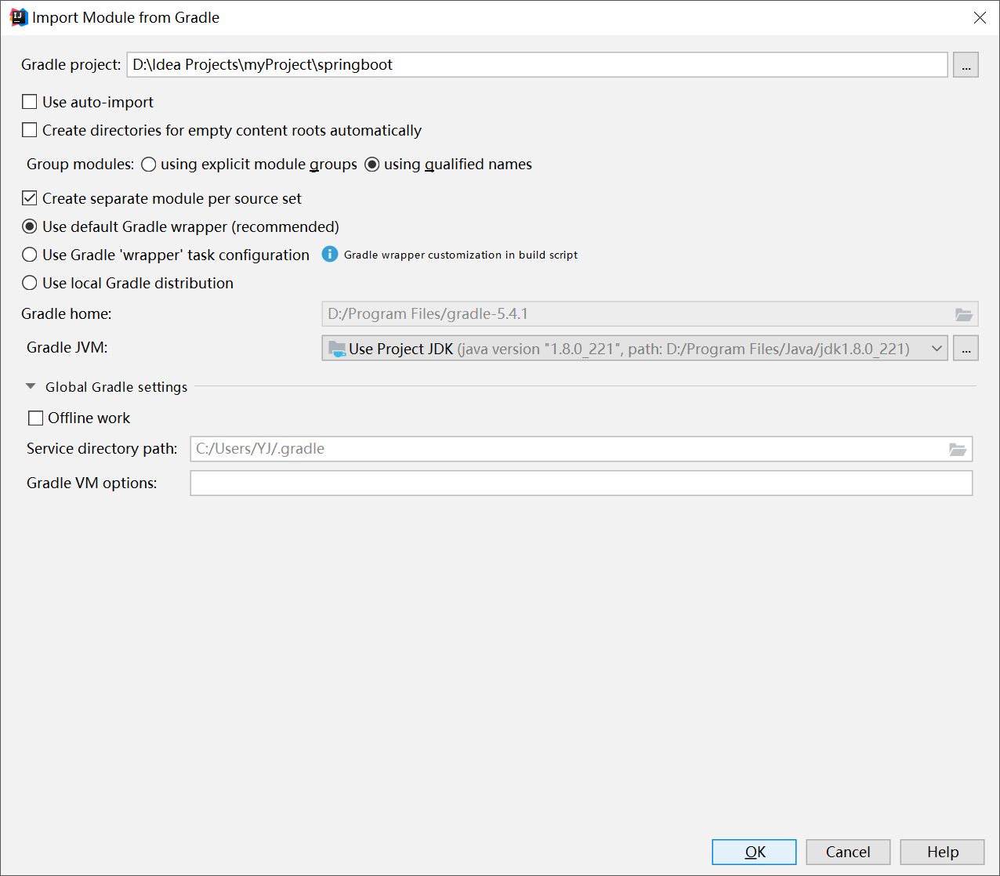 Import Module from Gradle
Gradle project: D:\Idea Projects\myProject\springboot ...
Use auto-import
Create directories for empty content roots automatically
Group modules: using explicit module groups using qualified names
Create separate module per source set
Use default Gradle wrapper (recommended)
Use Gradle 'wrapper' task configuration Gradle wrapper customization in build script
Use local Gradle distribution
Gradle home: D:/Program Files/gradle-5.4.1
Gradle JVM: Use Project JDK (java version "1.8.0_221", path: D:/Program Files/Java/jdk1.8.0_221) ...
Global Gradle settings
Offline work
Service directory path: C:/Users/YJ/.gradle
Gradle VM options:
OK Cancel Help